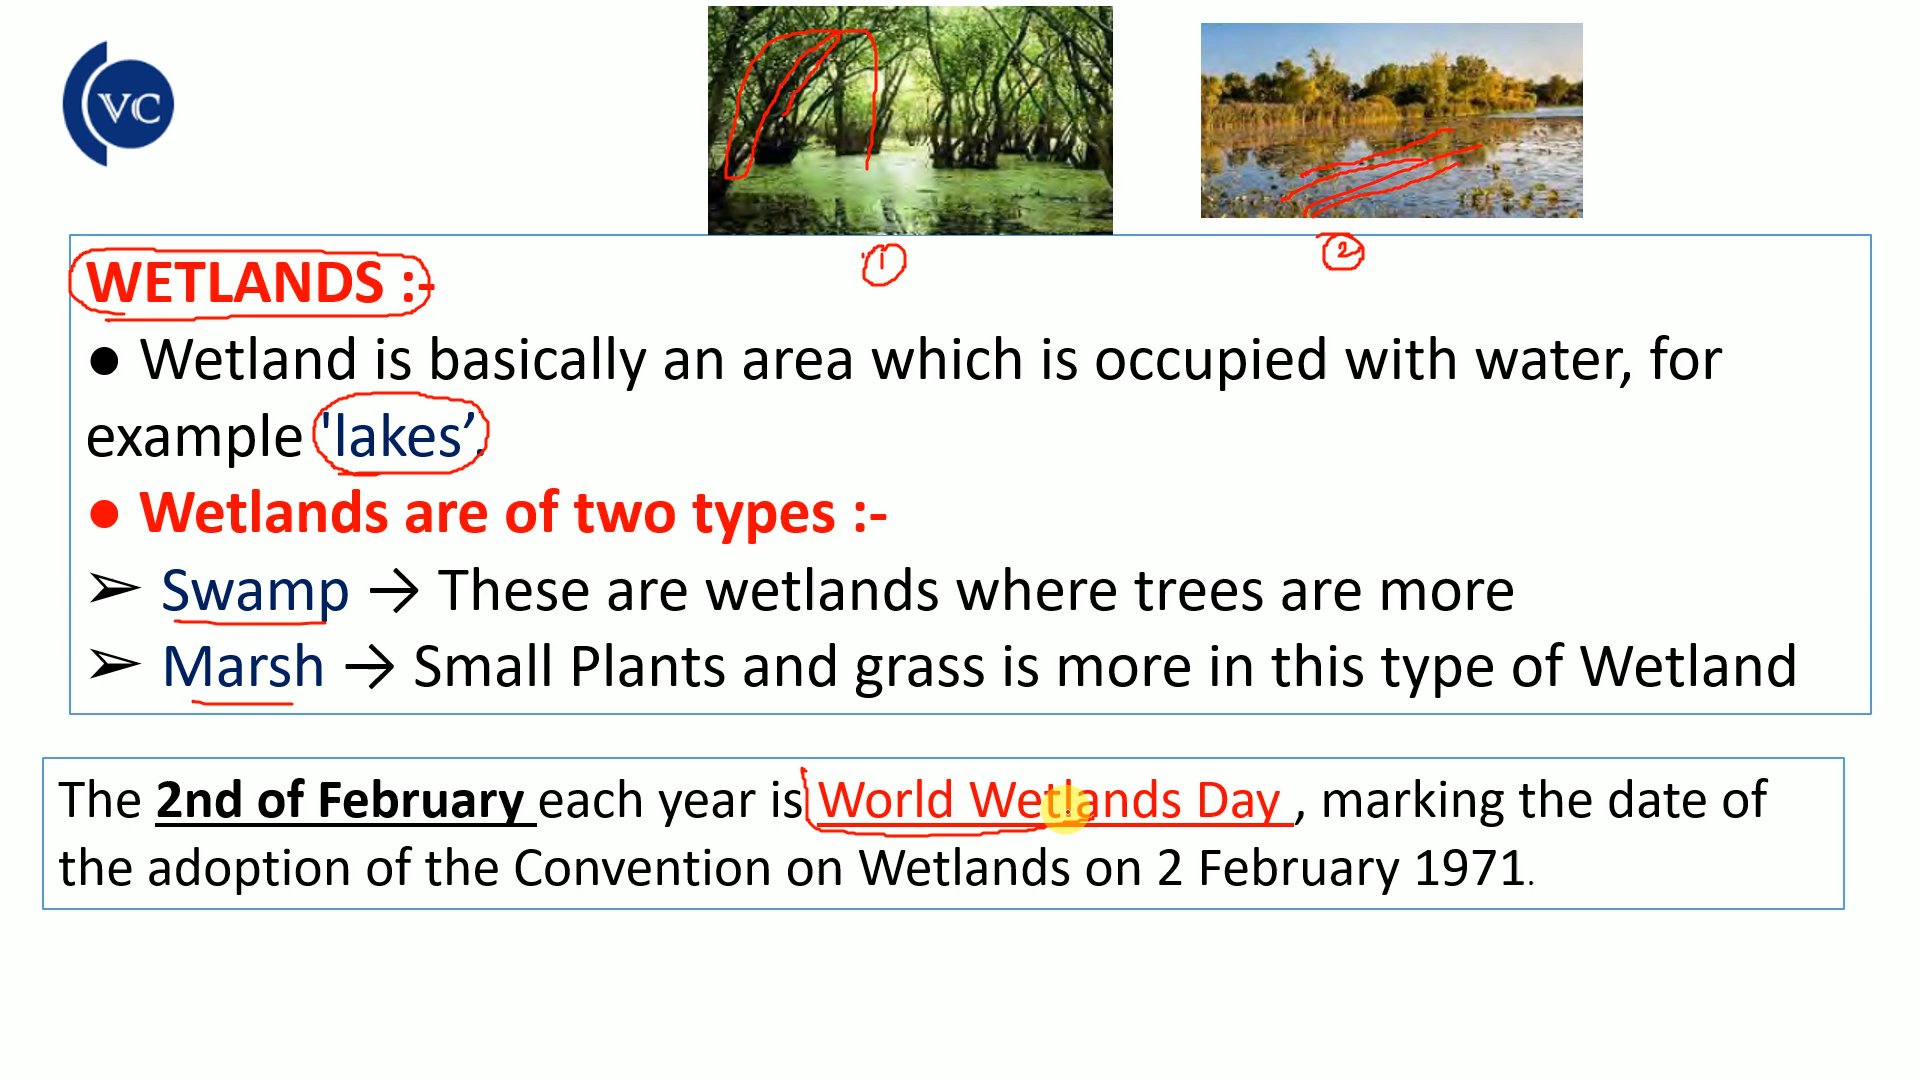 VC
1
2
WETLANDS :-
● Wetland is basically an area which is occupied with water, for
example 'lakes’.
● Wetlands are of two types :-
➢ Swamp → These are wetlands where trees are more
➢ Marsh → Small Plants and grass is more in this type of Wetland
The 2nd of February each year is World Wetlands Day , marking the date of
the adoption of the Convention on Wetlands on 2 February 1971.